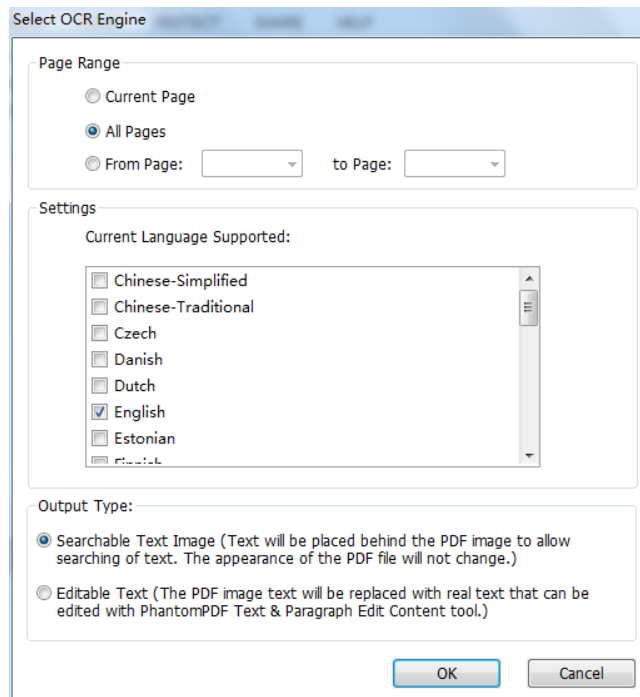 Select OCR Engine
PROTECT SHARE HELP
Page Range
Current Page
All Pages
From Page: to Page:
Settings
Current Language Supported:
Chinese-Simplified
Chinese-Traditional
Czech
Danish
Dutch
English
Estonian
Finnish
Output Type:
Searchable Text Image (Text will be placed behind the PDF image to allow
searching of text. The appearance of the PDF file will not change.)
Editable Text (The PDF image text will be replaced with real text that can be
edited with PhantomPDF Text & Paragraph Edit Content tool.)
OK Cancel